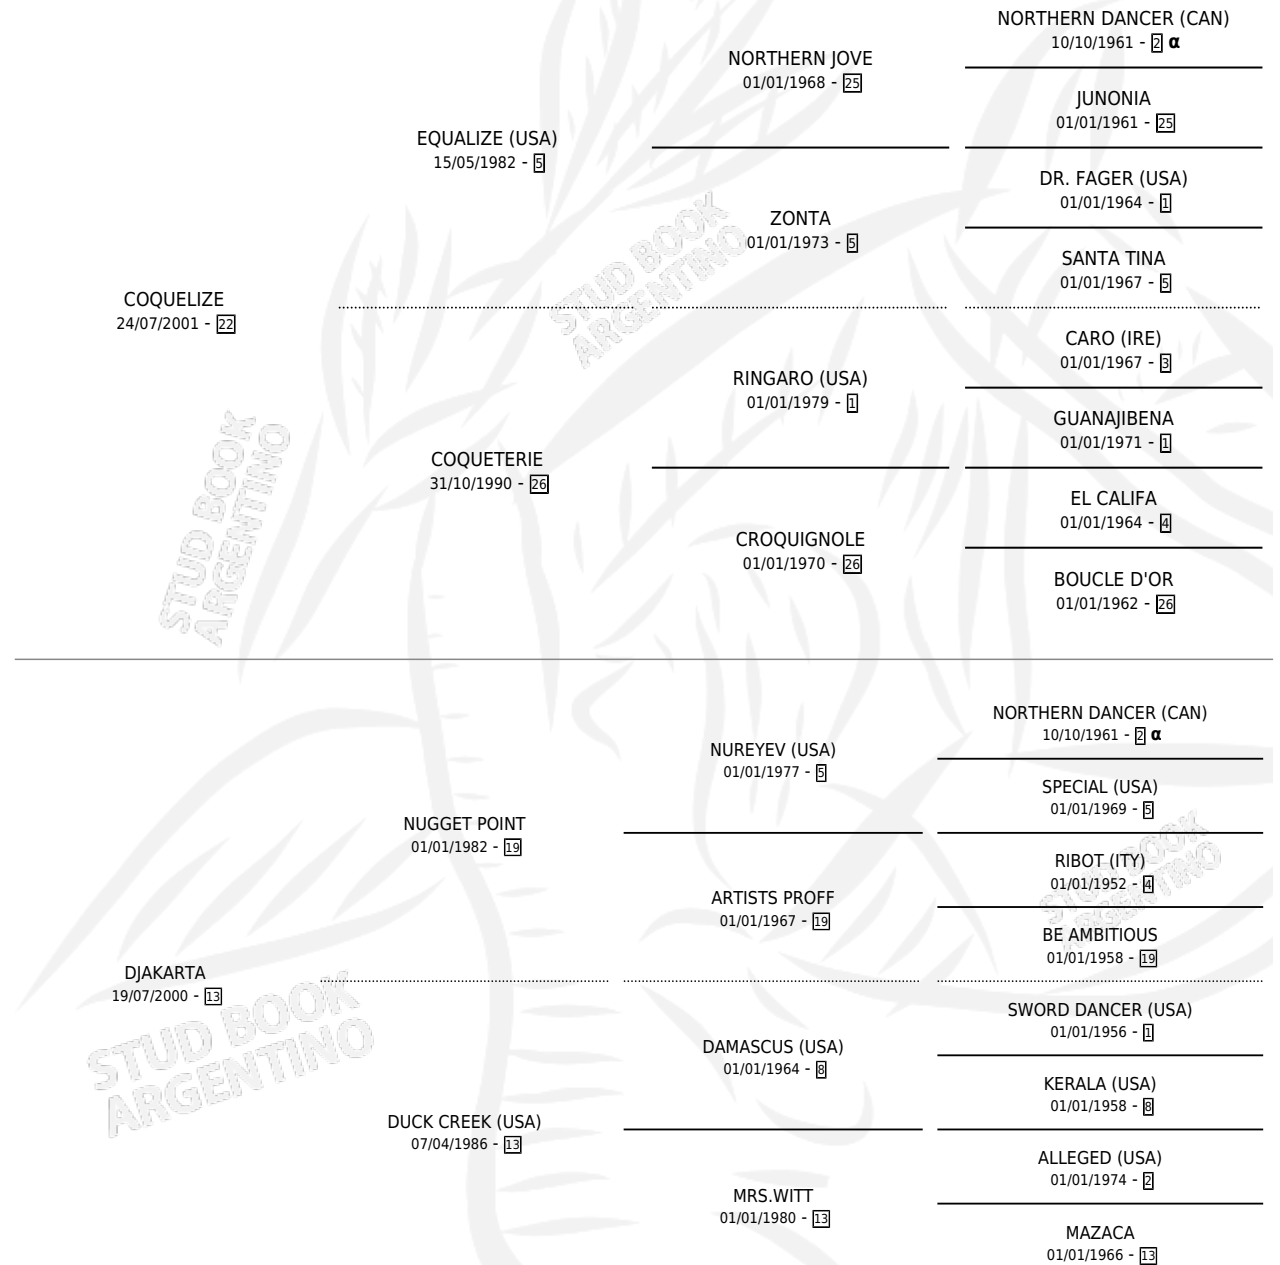 NORTHERN DANCER (CAN)
10/10/1961 - 2 α
NORTHERN JOVE
01/01/1968 - 25
JUNONIA
01/01/1961 - 25
EQUALIZE (USA)
15/05/1982 - 5
DR. FAGER (USA)
01/01/1964 - 1
ZONTA
01/01/1973 - 5
SANTA TINA
01/01/1967 - 5
COQUELIZE
24/07/2001 - 22
STUD BOOK
ARGENTINO
CARO (IRE)
01/01/1967 - 3
RINGARO (USA)
01/01/1979 - 1
GUANAJIBENA
01/01/1971 - 1
COQUETERIE
31/10/1990 - 26
EL CALIFA
01/01/1964 - 4
CROQUIGNOLE
01/01/1970 - 26
BOUCLE D'OR
01/01/1962 - 26
STUD BOOK
ARGENTINO
NORTHERN DANCER (CAN)
10/10/1961 - 2 α
NUREYEV (USA)
01/01/1977 - 5
SPECIAL (USA)
01/01/1969 - 5
NUGGET POINT
01/01/1982 - 19
RIBOT (ITY)
01/01/1952 - 4
STUD BOOK
ARGENTINO
ARTISTS PROFF
01/01/1967 - 19
BE AMBITIOUS
01/01/1958 - 19
DJAKARTA
19/07/2000 - 13
STUD BOOK
ARGENTINO
SWORD DANCER (USA)
01/01/1956 - 1
DAMASCUS (USA)
01/01/1964 - 8
KERALA (USA)
01/01/1958 - 8
DUCK CREEK (USA)
07/04/1986 - 13
ALLEGED (USA)
01/01/1974 - 2
MRS.WITT
01/01/1980 - 13
MAZACA
01/01/1966 - 13